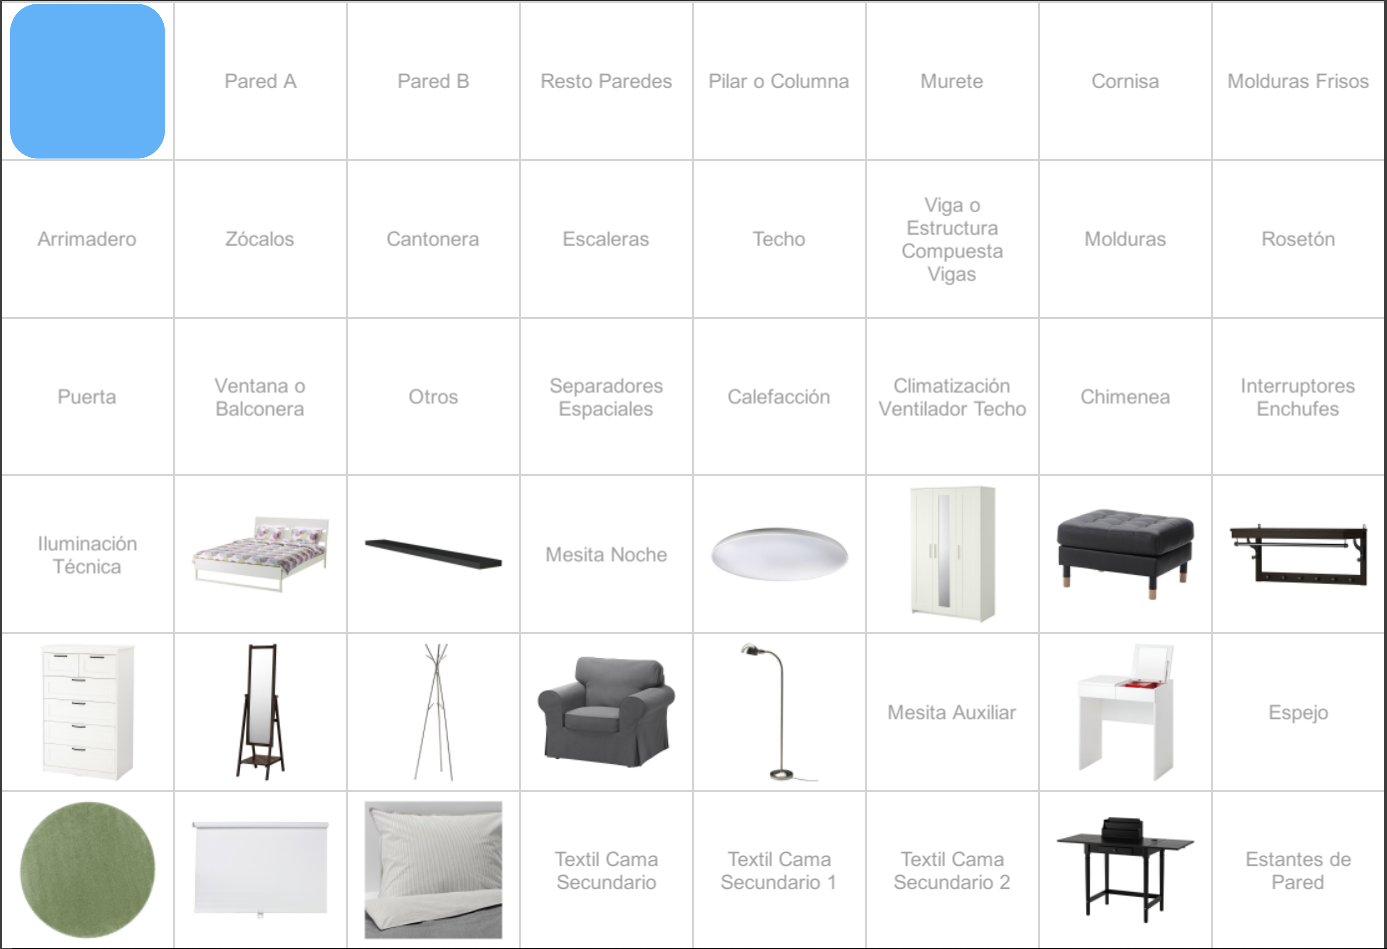 Pared A
Pared B
Resto Paredes
Pilar o Columna
Murete
Cornisa
Molduras Frisos
Arrimadero
Zócalos
Cantonera
Escaleras
Techo
Viga o
Estructura
Compuesta
Vigas
Molduras
Rosetón
Puerta
Ventana o
Balconera
Otros
Separadores
Espaciales
Calefacción
Climatización
Ventilador Techo
Chimenea
Interruptores
Enchufes
Iluminación
Técnica
Mesita Noche
Mesita Auxiliar
Espejo
Textil Cama
Secundario
Textil Cama
Secundario 1
Textil Cama
Secundario 2
Estantes de
Pared